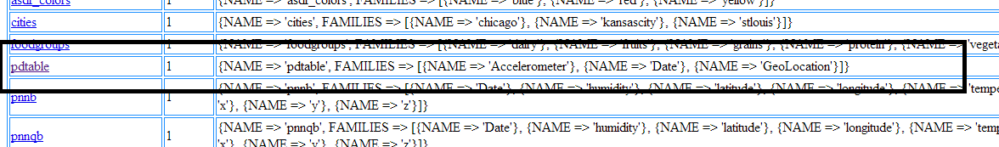 asdf_colors 1 {NAME => 'asdf_colors', FAMILIES => [{NAME => 'blue'}, {NAME => 'red'}, {NAME => 'yellow'}]}
cities 1 {NAME => 'cities', FAMILIES => [{NAME => 'chicago'}, {NAME => 'kansascity'}, {NAME => 'stlouis'}]}
foodgroups 1 {NAME => 'foodgroups', FAMILIES => [{NAME => 'dairy'}, {NAME => 'fruits'}, {NAME => 'grains'}, {NAME => 'protein'}, {NAME => 'vegeta
pdtable 1 {NAME => 'pdtable', FAMILIES => [{NAME => 'Accelerometer'}, {NAME => 'Date'}, {NAME => 'GeoLocation'}]}
pnnb 1 {NAME => 'pnnb', FAMILIES => [{NAME => 'Date'}, {NAME => 'humidity'}, {NAME => 'latitude'}, {NAME => 'longitude'}, {NAME => 'tempe
'x'}, {NAME => 'y'}, {NAME => 'z'}]}
pnnqb 1 {NAME => 'pnnqb', FAMILIES => [{NAME => 'Date'}, {NAME => 'humidity'}, {NAME => 'latitude'}, {NAME => 'longitude'}, {NAME => 'temp
'x'}, {NAME => 'y'}, {NAME => 'z'}]}